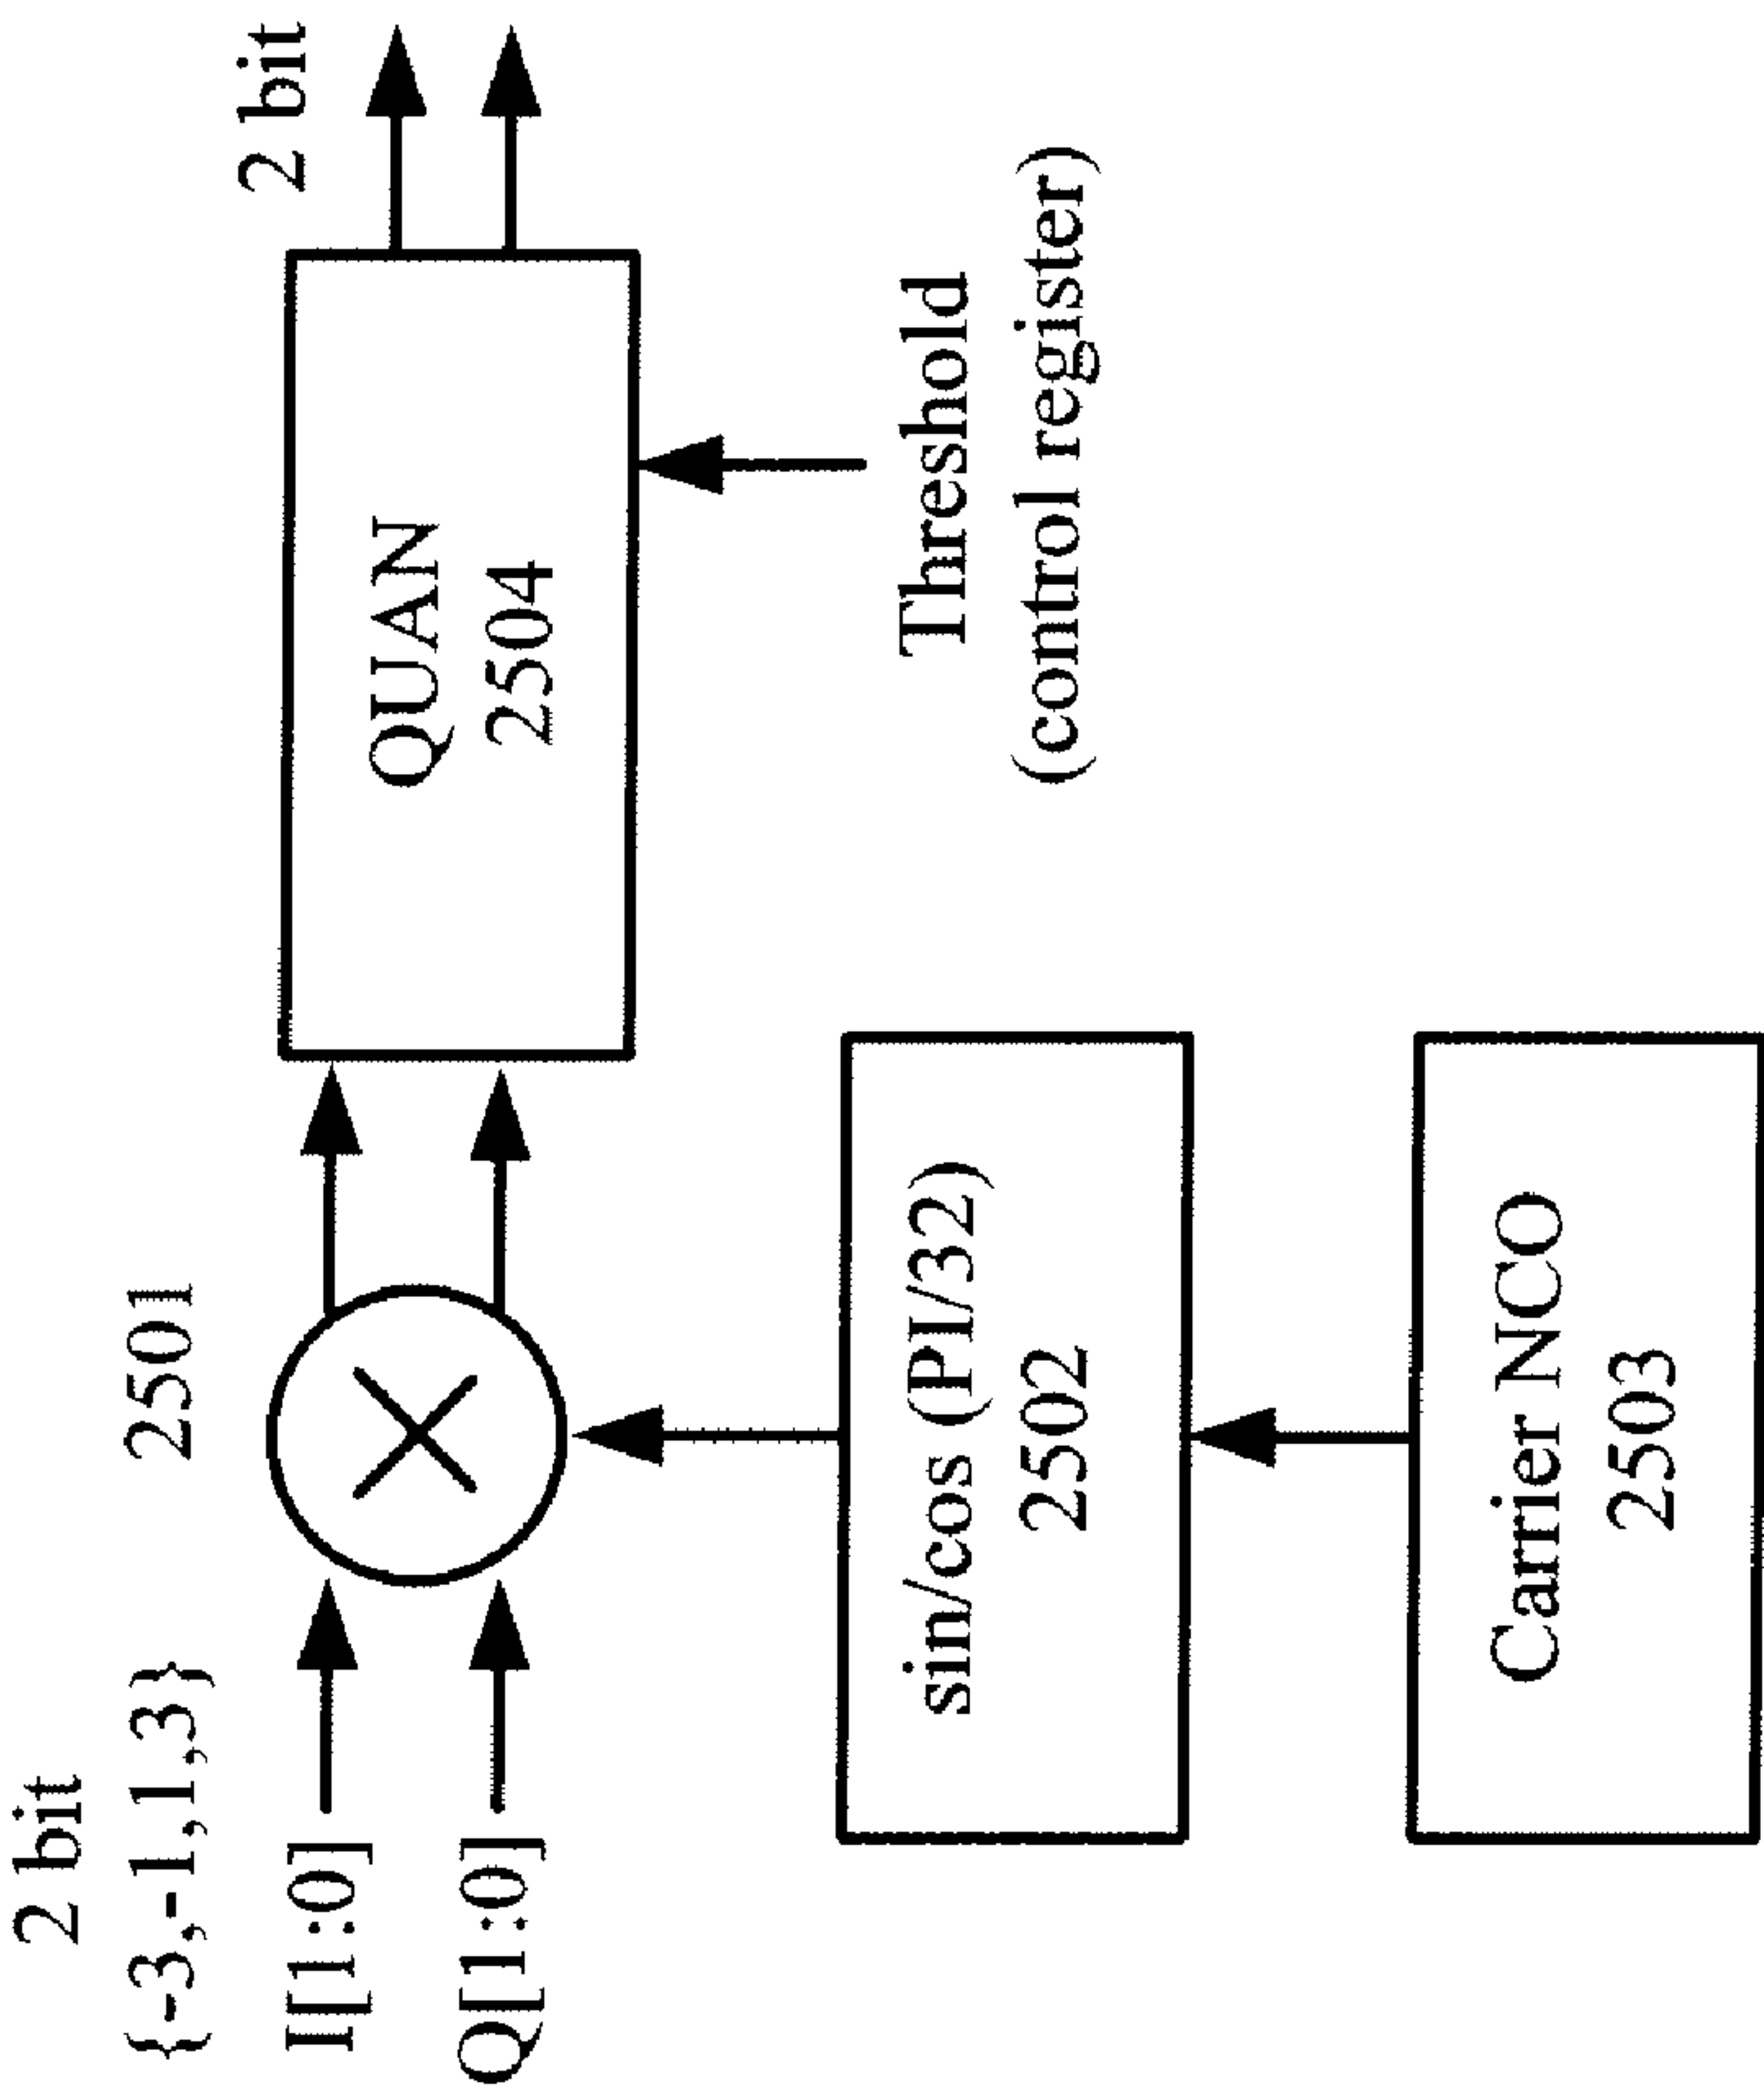 2 bit
{-3,-1,1,3}
I[1:0]
Q[1:0]
2501
QUAN
2504
2 bit
Threshold
(control register)
sin/cos (PI/32)
2502
Carrier NCO
2503